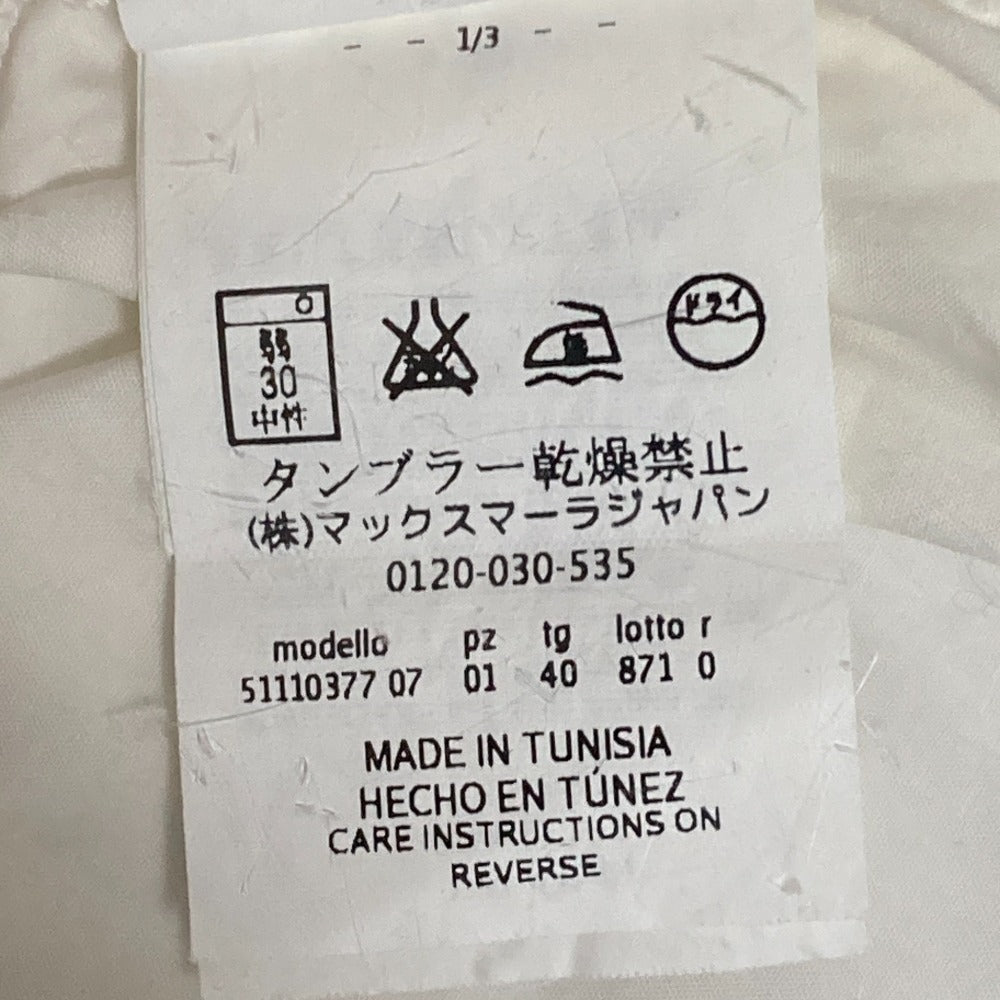 - - 1/3 - -
弱
30
中性
ドライ
タンブラー乾燥禁止
(株)マックスマーラジャパン
0120-030-535
modello pz tg lotto r
51110377 07 01 40 871 0
MADE IN TUNISIA
HECHO EN TÚNEZ
CARE INSTRUCTIONS ON
REVERSE